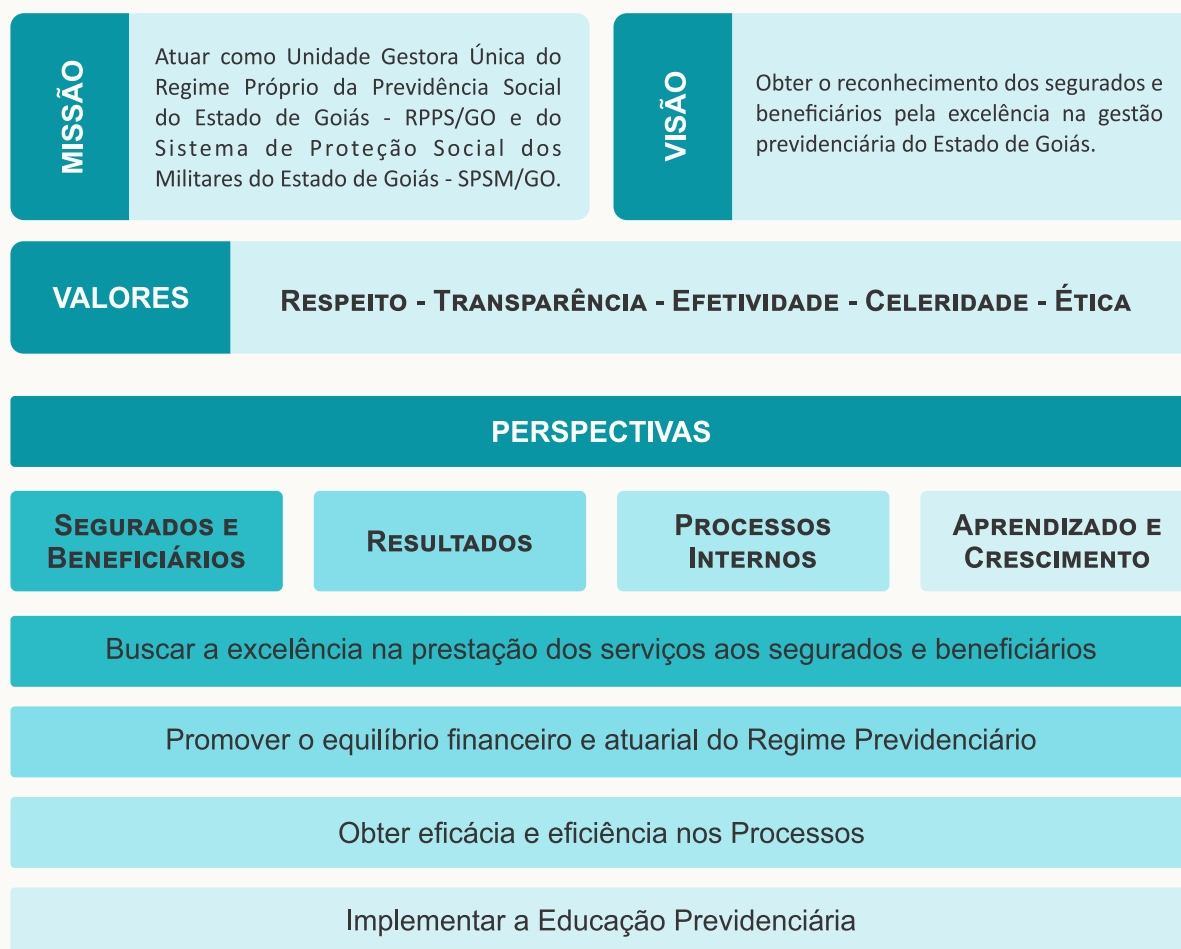 MISSÃO
Atuar como Unidade Gestora Única do
Regime Próprio da Previdência Social
do Estado de Goiás - RPPS/GO e do
Sistema de Proteção Social dos
Militares do Estado de Goiás - SPSM/GO.
VISÃO
Obter o reconhecimento dos segurados e
beneficiários pela excelência na gestão
previdenciária do Estado de Goiás.
VALORES
RESPEITO - TRANSPARÊNCIA - EFETIVIDADE - CELERIDADE - ÉTICA
PERSPECTIVAS
SEGURADOS E
BENEFICIÁRIOS
RESULTADOS
PROCESSOS
INTERNOS
APRENDIZADO E
CRESCIMENTO
Buscar a excelência na prestação dos serviços aos segurados e beneficiários
Promover o equilíbrio financeiro e atuarial do Regime Previdenciário
Obter eficácia e eficiência nos Processos
Implementar a Educação Previdenciária